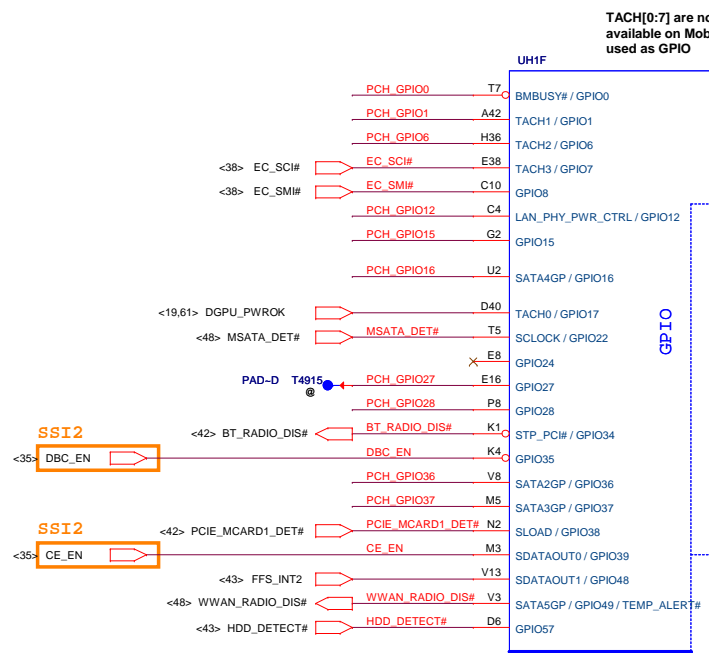 TACH[0:7] are no
available on Mob
used as GPIO
UH1F
PCH_GPIO0 T7 BMBUSY# / GPIO0
PCH_GPIO1 A42 TACH1 / GPIO1
PCH_GPIO6 H36 TACH2 / GPIO6
<38> EC_SCI# EC_SCI# E38 TACH3 / GPIO7
<38> EC_SMI# EC_SMI# C10 GPIO8
PCH_GPIO12 C4 LAN_PHY_PWR_CTRL / GPIO12
PCH_GPIO15 G2 GPIO15
PCH_GPIO16 U2 SATA4GP / GPIO16
<19,61> DGPU_PWROK D40 TACH0 / GPIO17
<48> MSATA_DET# MSATA_DET# T5 SCLOCK / GPIO22
GPIO
E8 GPIO24
PAD~D T4915 PCH_GPIO27 E16 GPIO27
@
PCH_GPIO28 P8 GPIO28
<42> BT_RADIO_DIS# BT_RADIO_DIS# K1 STP_PCI# / GPIO34
SSI2
<35> DBC_EN DBC_EN K4 GPIO35
PCH_GPIO36 V8 SATA2GP / GPIO36
PCH_GPIO37 M5 SATA3GP / GPIO37
<42> PCIE_MCARD1_DET# PCIE_MCARD1_DET# N2 SLOAD / GPIO38
SSI2
<35> CE_EN CE_EN M3 SDATAOUT0 / GPIO39
<43> FFS_INT2 V13 SDATAOUT1 / GPIO48
<48> WWAN_RADIO_DIS# WWAN_RADIO_DIS# V3 SATA5GP / GPIO49 / TEMP_ALERT#
<43> HDD_DETECT# HDD_DETECT# D6 GPIO57